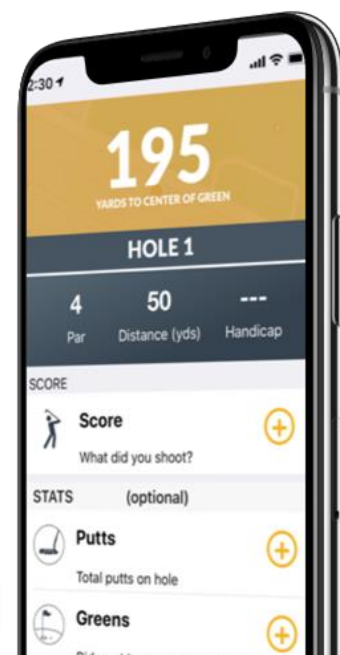 2:30
195
YARDS TO CENTER OF GREEN
HOLE 1
4 50 ---
Par Distance (yds) Handicap
SCORE
Score
What did you shoot?
STATS (optional)
Putts
Total putts on hole
Greens